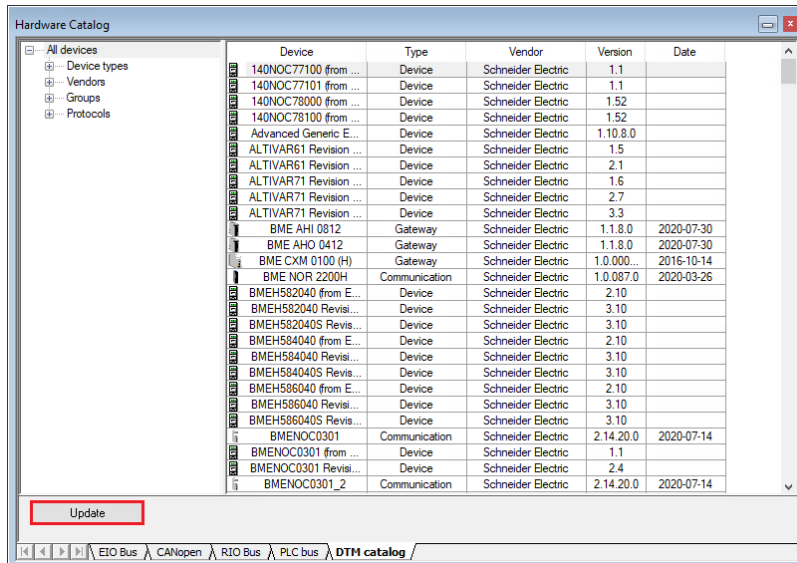 Hardware Catalog
All devices
Device types
Vendors
Groups
Protocols
Device Type Vendor Version Date
140NOC77100 (from ... Device Schneider Electric 1.1
140NOC77101 (from ... Device Schneider Electric 1.1
140NOC78000 (from ... Device Schneider Electric 1.52
140NOC78100 (from ... Device Schneider Electric 1.52
Advanced Generic E... Device Schneider Electric 1.10.8.0
ALTIVAR61 Revision ... Device Schneider Electric 1.5
ALTIVAR61 Revision ... Device Schneider Electric 2.1
ALTIVAR71 Revision ... Device Schneider Electric 1.6
ALTIVAR71 Revision ... Device Schneider Electric 2.7
ALTIVAR71 Revision ... Device Schneider Electric 3.3
BME AHI 0812 Gateway Schneider Electric 1.1.8.0 2020-07-30
BME AHO 0412 Gateway Schneider Electric 1.1.8.0 2020-07-30
BME CXM 0100 (H) Gateway Schneider Electric 1.0.000... 2016-10-14
BME NOR 2200H Communication Schneider Electric 1.0.087.0 2020-03-26
BMEH582040 (from E... Device Schneider Electric 2.10
BMEH582040 Revisi... Device Schneider Electric 3.10
BMEH582040S Revis... Device Schneider Electric 3.10
BMEH584040 (from E... Device Schneider Electric 2.10
BMEH584040 Revisi... Device Schneider Electric 3.10
BMEH584040S Revis... Device Schneider Electric 3.10
BMEH586040 (from E... Device Schneider Electric 2.10
BMEH586040 Revisi... Device Schneider Electric 3.10
BMEH586040S Revis... Device Schneider Electric 3.10
BMENOC0301 Communication Schneider Electric 2.14.20.0 2020-07-14
BMENOC0301 (from ... Device Schneider Electric 1.1
BMENOC0301 Revisi... Device Schneider Electric 2.4
BMENOC0301_2 Communication Schneider Electric 2.14.20.0 2020-07-14
Update
EIO Bus CANopen RIO Bus PLC bus DTM catalog